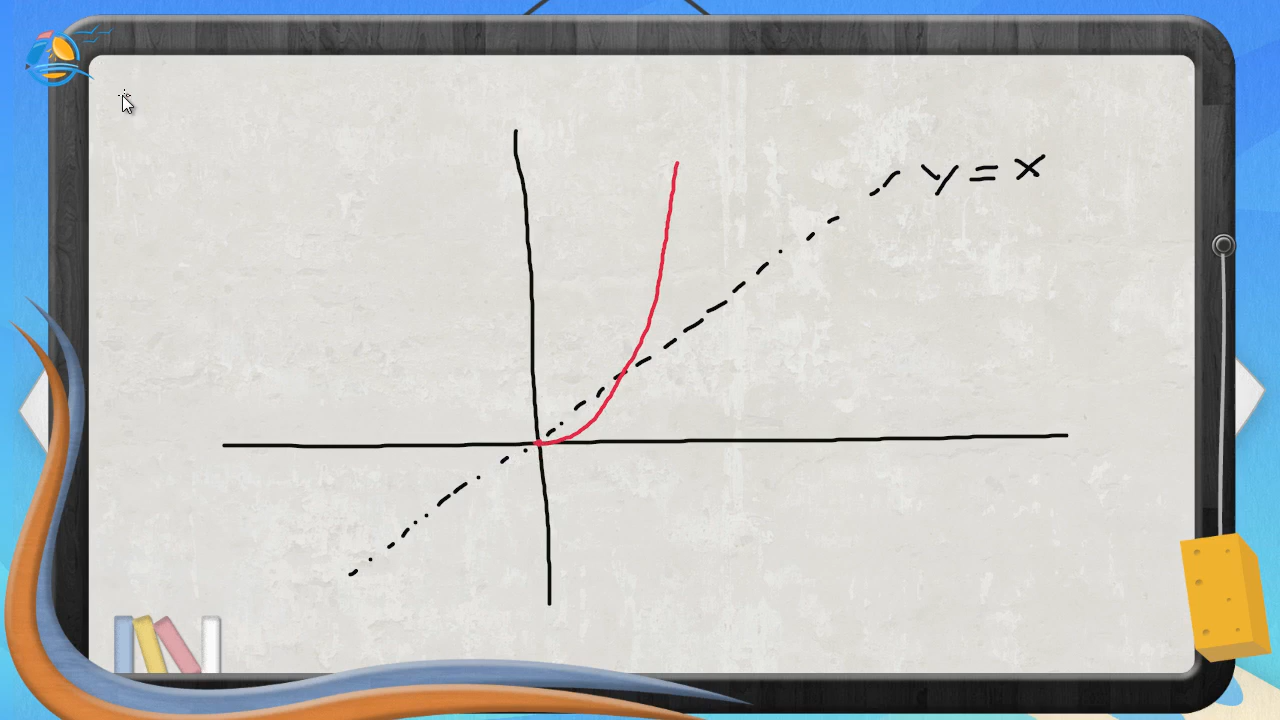 y = x